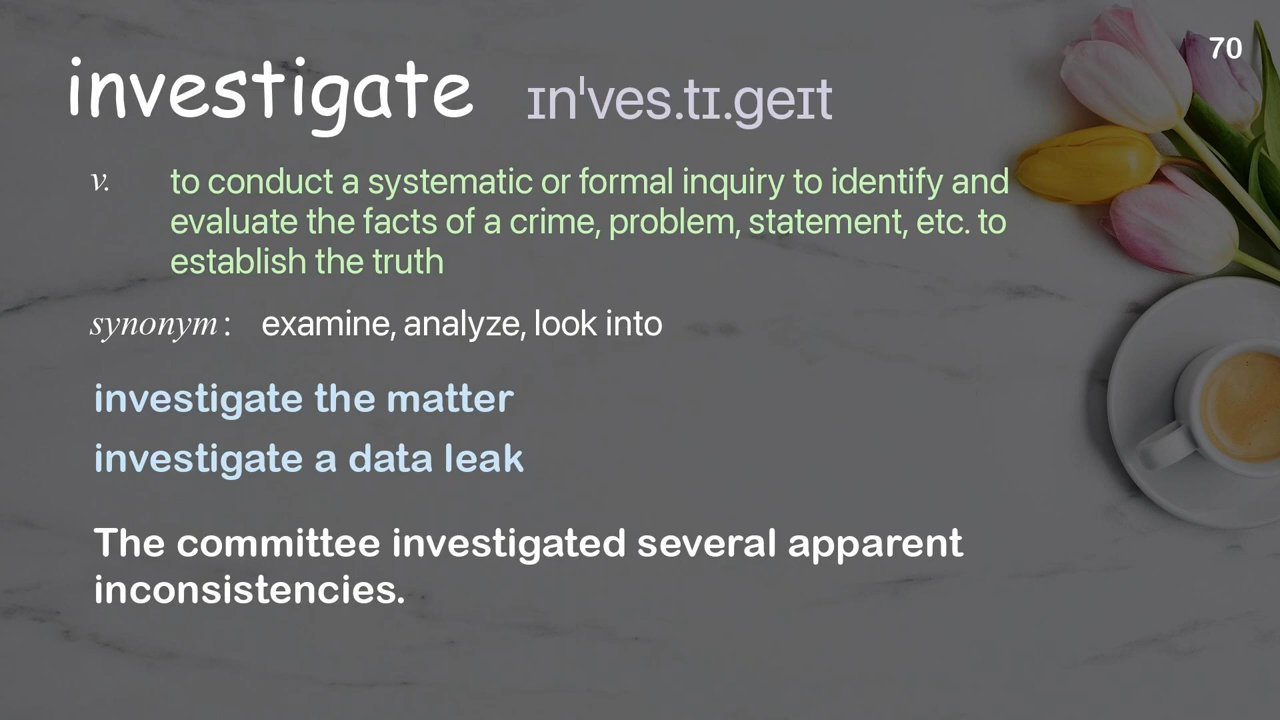 70
investigate ɪnˈves.tɪ.ɡeɪt
v. to conduct a systematic or formal inquiry to identify and
evaluate the facts of a crime, problem, statement, etc. to
establish the truth
synonym: examine, analyze, look into
investigate the matter
investigate a data leak
The committee investigated several apparent
inconsistencies.